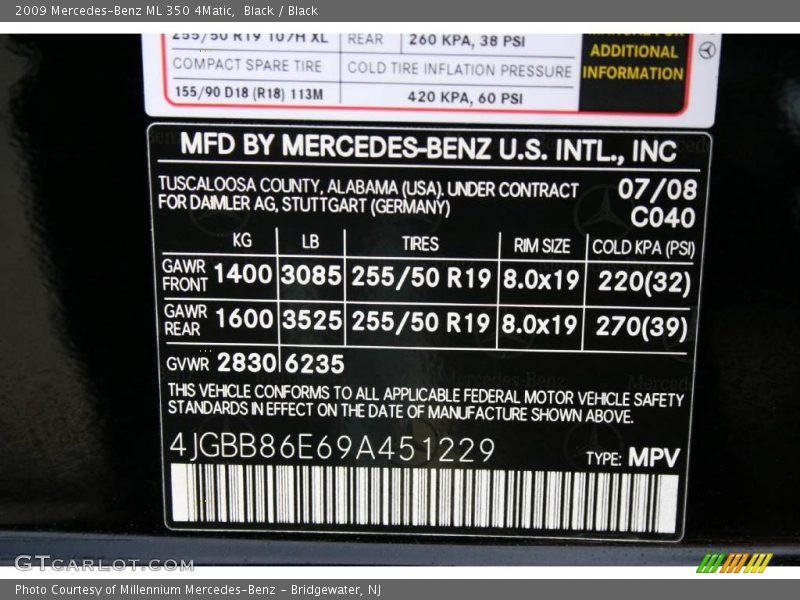 2009 Mercedes-Benz ML 350 4Matic,  Black / Black
255/50 R19 107H XL REAR 260 KPA, 38 PSI
COMPACT SPARE TIRE COLD TIRE INFLATION PRESSURE
155/90 D18 (R18) 113M 420 KPA, 60 PSI
MANUAL FOR
ADDITIONAL
INFORMATION
MFD BY MERCEDES-BENZ U.S. INTL., INC
TUSCALOOSA COUNTY, ALABAMA (USA). UNDER CONTRACT 07/08
FOR DAIMLER AG, STUTTGART (GERMANY) C040
KG LB TIRES RIM SIZE COLD KPA (PSI)
GAWR FRONT 1400 3085 255/50 R19 8.0x19 220(32)
GAWR REAR 1600 3525 255/50 R19 8.0x19 270(39)
GVWR 2830 6235
THIS VEHICLE CONFORMS TO ALL APPLICABLE FEDERAL MOTOR VEHICLE SAFETY
STANDARDS IN EFFECT ON THE DATE OF MANUFACTURE SHOWN ABOVE.
4JGBB86E69A451229 TYPE: MPV
GTCARLOT.COM
Photo Courtesy of Millennium Mercedes-Benz - Bridgewater, NJ